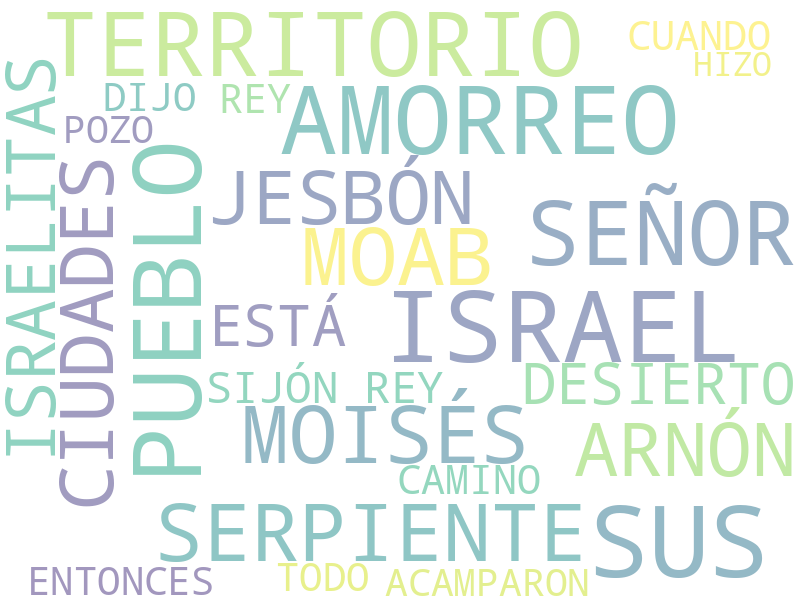 TERRITORIO
CUANDO
HIZO
ISRAELITAS
DIJO
REY
AMORREO
POZO
CIUDADES
PUEBLO
JESBÓN
SEÑOR
MOAB
ISRAEL
ESTÁ
SIJÓN REY
DESIERTO
MOISÉS
ARNÓN
CAMINO
SERPIENTE
SUS
ENTONCES
TODO
ACAMPARON